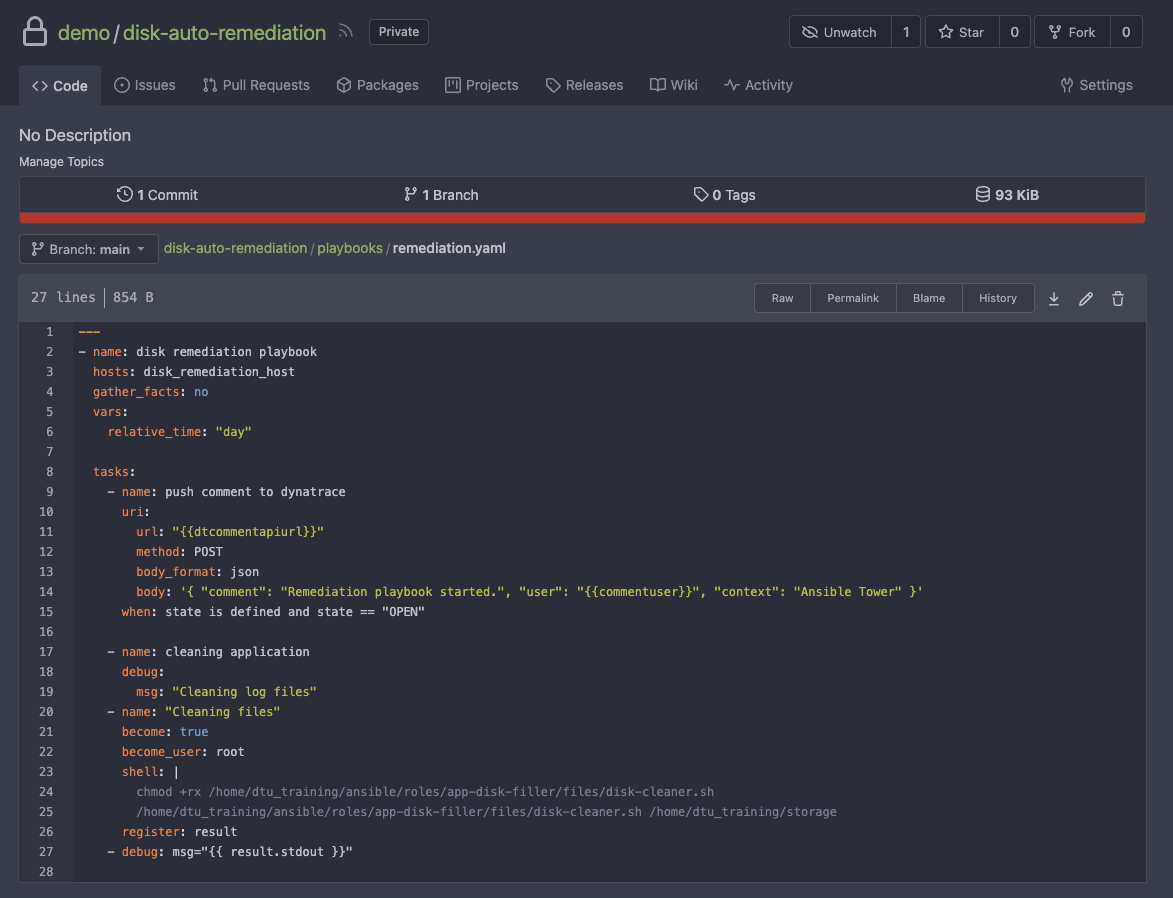 demo/disk-auto-remediation Private Unwatch 1 Star 0 Fork 0
Code Issues Pull Requests Packages Projects Releases Wiki Activity Settings
No Description
Manage Topics
1 Commit 1 Branch 0 Tags 93 KiB
Branch: main disk-auto-remediation/playbooks/remediation.yaml
27 lines 854 B Raw Permalink Blame History
1 ---
2 - name: disk remediation playbook
3   hosts: disk_remediation_host
4   gather_facts: no
5   vars:
6     relative_time: "day"
7
8   tasks:
9     - name: push comment to dynatrace
10       uri:
11         url: "{{dtcommentapiurl}}"
12         method: POST
13         body_format: json
14         body: '{ "comment": "Remediation playbook started.", "user": "{{commentuser}}", "context": "Ansible Tower" }'
15       when: state is defined and state == "OPEN"
16
17     - name: cleaning application
18       debug:
19         msg: "Cleaning log files"
20     - name: "Cleaning files"
21       become: true
22       become_user: root
23       shell: |
24         chmod +rx /home/dtu_training/ansible/roles/app-disk-filler/files/disk-cleaner.sh
25         /home/dtu_training/ansible/roles/app-disk-filler/files/disk-cleaner.sh /home/dtu_training/storage
26       register: result
27     - debug: msg="{{ result.stdout }}"
28